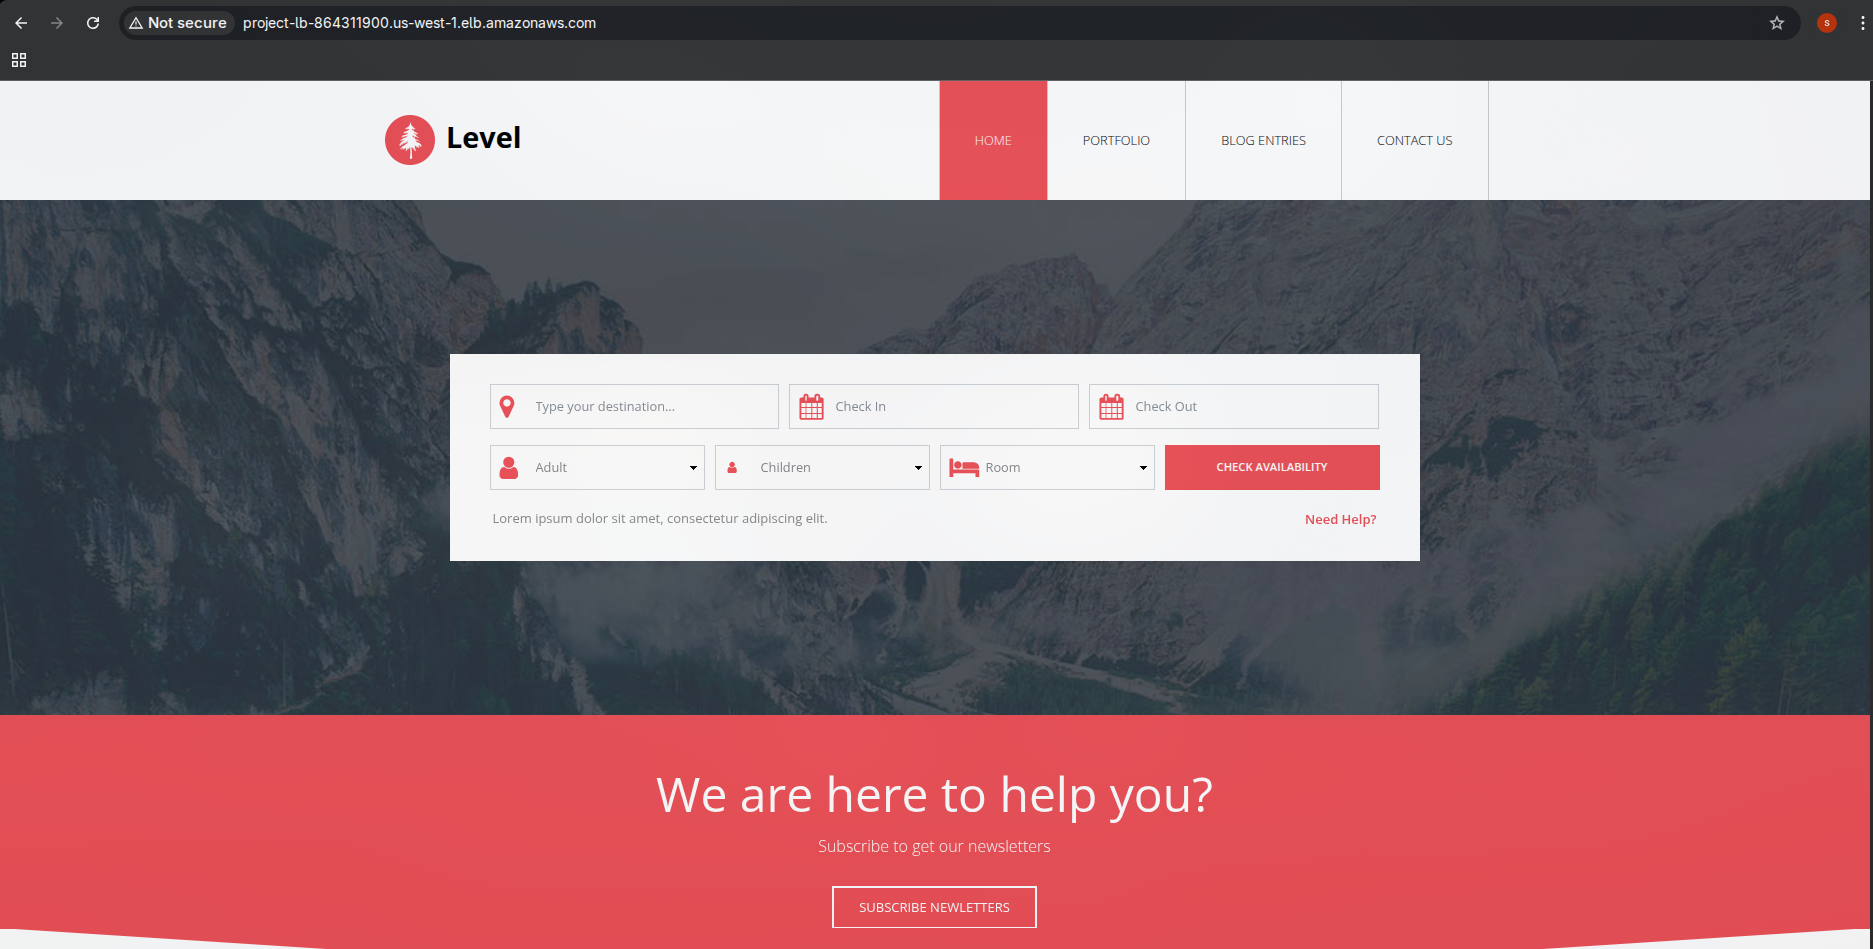 Not secure project-lb-864311900.us-west-1.elb.amazonaws.com
S
Level
HOME PORTFOLIO BLOG ENTRIES CONTACT US
Type your destination... Check In Check Out
Adult Children Room CHECK AVAILABILITY
Lorem ipsum dolor sit amet, consectetur adipiscing elit. Need Help?
We are here to help you?
Subscribe to get our newsletters
SUBSCRIBE NEWLETTERS